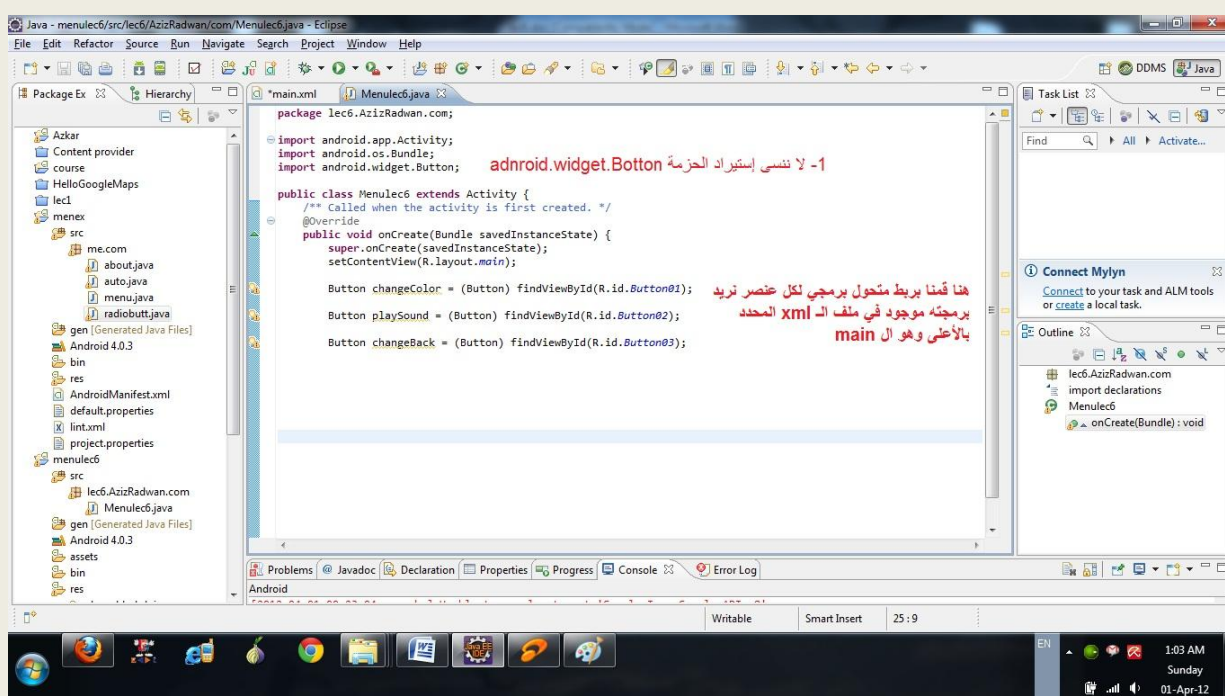 Java - menulec6/src/lec6/AzizRadwan/com/Menulec6.java - Eclipse
File Edit Refactor Source Run Navigate Search Project Window Help
DDMS Java
Package Ex Hierarchy
*main.xml Menulec6.java
Task List
Azkar
Content provider
course
HelloGoogleMaps
lec1
menex
src
me.com
about.java
auto.java
menu.java
radiobutt.java
gen [Generated Java Files]
Android 4.0.3
bin
res
AndroidManifest.xml
default.properties
lint.xml
project.properties
menulec6
src
lec6.AzizRadwan.com
Menulec6.java
gen [Generated Java Files]
Android 4.0.3
assets
bin
res
package lec6.AzizRadwan.com;
import android.app.Activity;
import android.os.Bundle;
import android.widget.Button;
1- لا ننسى إستيراد الحزمة adnroid.widget.Botton
public class Menulec6 extends Activity {
/** Called when the activity is first created. */
@Override
public void onCreate(Bundle savedInstanceState) {
super.onCreate(savedInstanceState);
setContentView(R.layout.main);
Button changeColor = (Button) findViewById(R.id.Button01);
Button playSound = (Button) findViewById(R.id.Button02);
Button changeBack = (Button) findViewById(R.id.Button03);
هنا قمنا بربط متحول برمجي لكل عنصر نريد
برمجته موجود في ملف الـ xml المحدد
بالأعلى وهو ال main
Find All Activate...
Connect Mylyn
Connect to your task and ALM tools
or create a local task.
Outline
lec6.AzizRadwan.com
import declarations
Menulec6
onCreate(Bundle) : void
Problems Javadoc Declaration Properties Progress Console Error Log
Android
Writable Smart Insert 25 : 9
EN
1:03 AM
Sunday
01-Apr-12